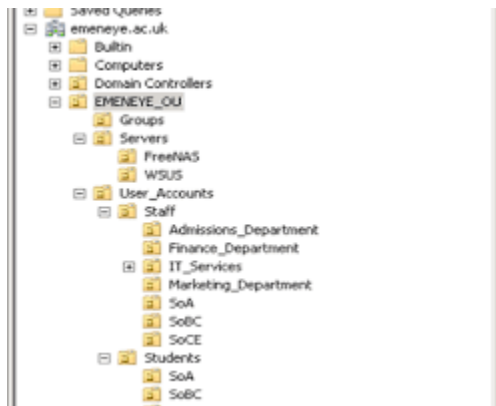 Saved Queries
emeneye.ac.uk
Builtin
Computers
Domain Controllers
EMENEYE_OU
Groups
Servers
FreeNAS
WSUS
User_Accounts
Staff
Admissions_Department
Finance_Department
IT_Services
Marketing_Department
SoA
SoBC
SoCE
Students
SoA
SoBC